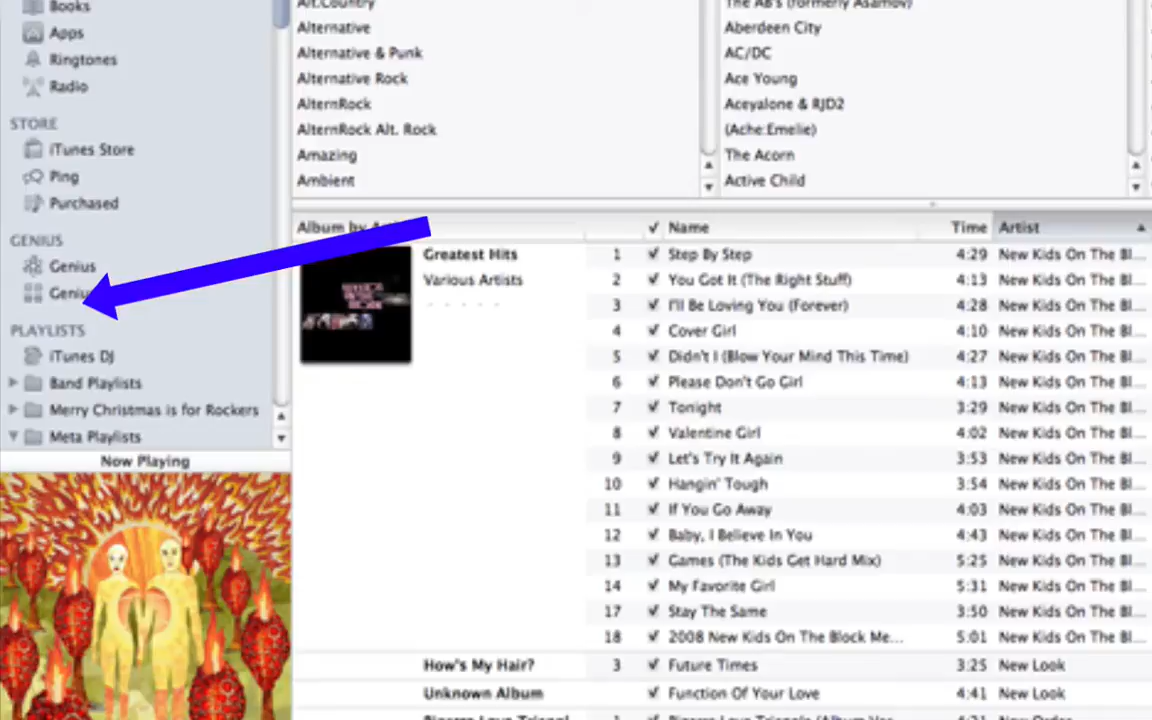 Books
Apps
Ringtones
Radio
STORE
iTunes Store
Ping
Purchased
GENIUS
Genius
PLAYLISTS
iTunes DJ
Band Playlists
Merry Christmas is for Rockers
Meta Playlists
Now Playing
Alt.Country
Alternative
Alternative & Punk
Alternative Rock
AlternRock
AlternRock Alt. Rock
Amazing
Ambient
The AB's (formerly Asamov)
Aberdeen City
AC/DC
Ace Young
Aceyalone & RJD2
(Ache:Emelie)
The Acorn
Active Child
Album by ✓ Name Time Artist
Greatest Hits 1 ✓ Step By Step 4:29 New Kids On The Bl...
Various Artists 2 ✓ You Got It (The Right Stuff) 4:13 New Kids On The Bl...
3 ✓ I'll Be Loving You (Forever) 4:28 New Kids On The Bl...
4 ✓ Cover Girl 4:10 New Kids On The Bl...
5 ✓ Didn't I (Blow Your Mind This Time) 4:27 New Kids On The Bl...
6 ✓ Please Don't Go Girl 4:13 New Kids On The Bl...
7 ✓ Tonight 3:29 New Kids On The Bl...
8 ✓ Valentine Girl 4:02 New Kids On The Bl...
9 ✓ Let's Try It Again 3:53 New Kids On The Bl...
10 ✓ Hangin' Tough 3:54 New Kids On The Bl...
11 ✓ If You Go Away 4:03 New Kids On The Bl...
12 ✓ Baby, I Believe In You 4:43 New Kids On The Bl...
13 ✓ Games (The Kids Get Hard Mix) 5:25 New Kids On The Bl...
14 ✓ My Favorite Girl 5:31 New Kids On The Bl...
17 ✓ Stay The Same 3:50 New Kids On The Bl...
18 ✓ 2008 New Kids On The Block Me... 5:01 New Kids On The Bl...
How's My Hair? 3 ✓ Future Times 3:25 New Look
Unknown Album ✓ Function Of Your Love 4:41 New Look